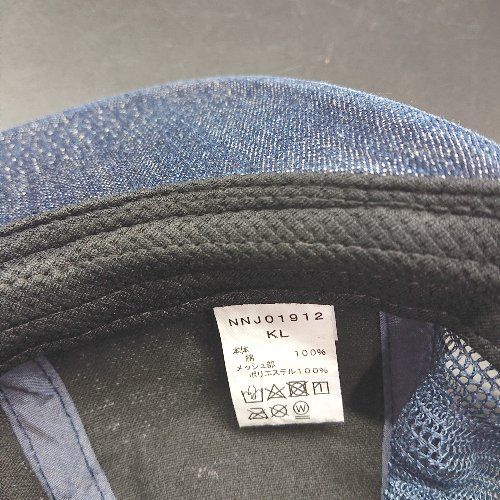 NNJ01912
KL
本体
綿 100%
メッシュ部
ポリエステル100%